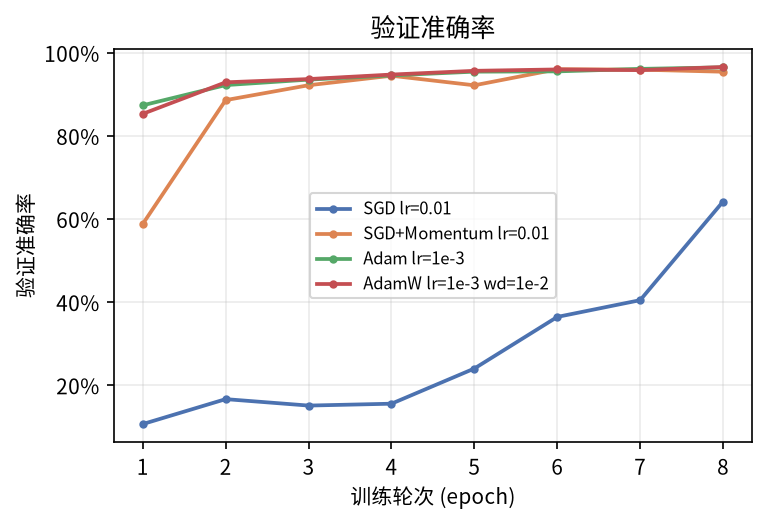 验证准确率
100%
80%
60%
40%
20%
验证准确率
SGD lr=0.01
SGD+Momentum lr=0.01
Adam lr=1e-3
AdamW lr=1e-3 wd=1e-2
1 2 3 4 5 6 7 8
训练轮次 (epoch)